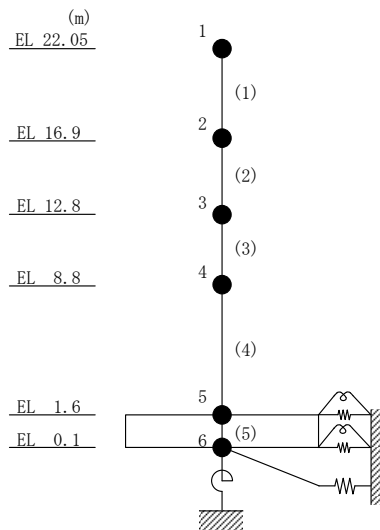 (m)
1
EL 22.05
(1)
2
EL 16.9
(2)
3
EL 12.8
(3)
4
EL 8.8
(4)
5
EL 1.6
(5)
6
EL 0.1